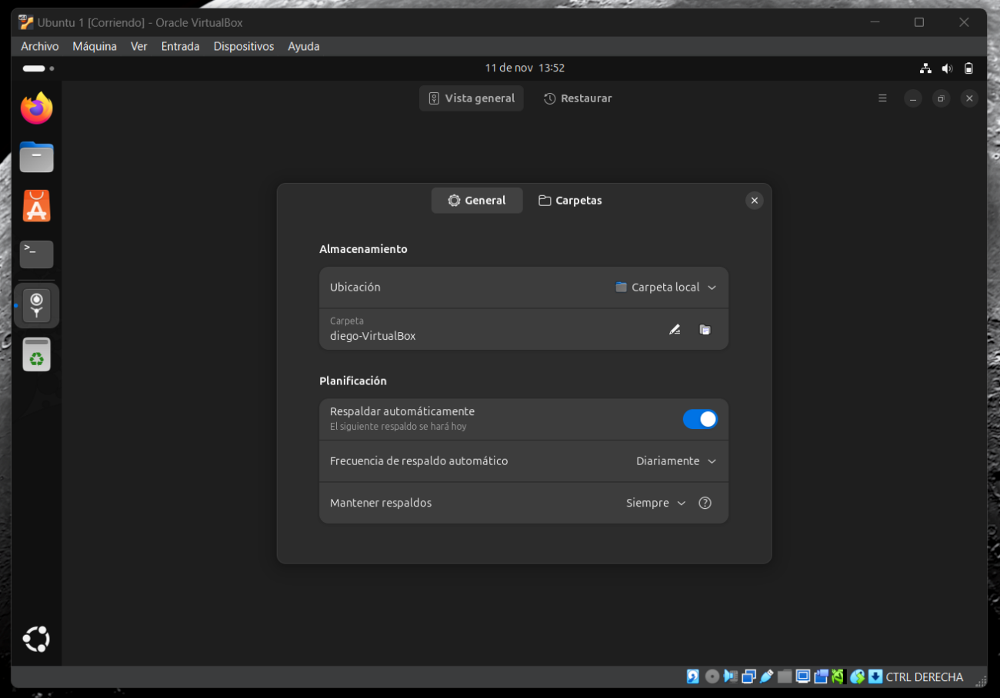 Ubuntu 1 [Corriendo] - Oracle VirtualBox
Archivo Máquina Ver Entrada Dispositivos Ayuda
11 de nov 13:52
Vista general Restaurar
General Carpetas
Almacenamiento
Ubicación Carpeta local
Carpeta
diego-VirtualBox
Planificación
Respaldar automáticamente
El siguiente respaldo se hará hoy
Frecuencia de respaldo automático Diariamente
Mantener respaldos Siempre
CTRL DERECHA